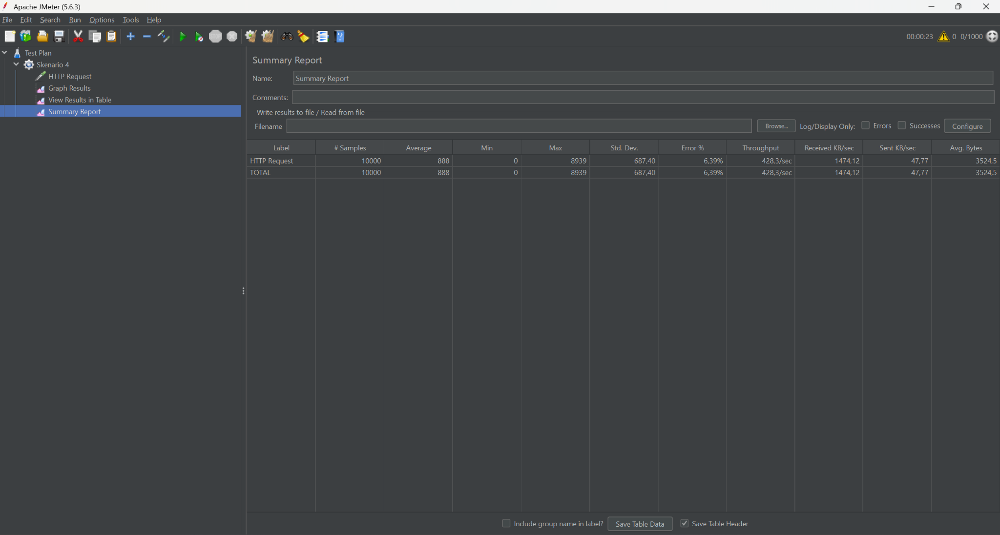 Apache JMeter (5.6.3)
File Edit Search Run Options Tools Help
STOP
00:00:23 0 0/1000
Test Plan
Skenario 4
HTTP Request
Graph Results
View Results in Table
Summary Report
Summary Report
Name: Summary Report
Comments:
Write results to file / Read from file
Filename Browse... Log/Display Only: Errors Successes Configure
Label # Samples Average Min Max Std. Dev. Error % Throughput Received KB/sec Sent KB/sec Avg. Bytes
HTTP Request 10000 888 0 8939 687,40 6,39% 428,3/sec 1474,12 47,77 3524,5
TOTAL 10000 888 0 8939 687,40 6,39% 428,3/sec 1474,12 47,77 3524,5
Include group name in label? Save Table Data Save Table Header